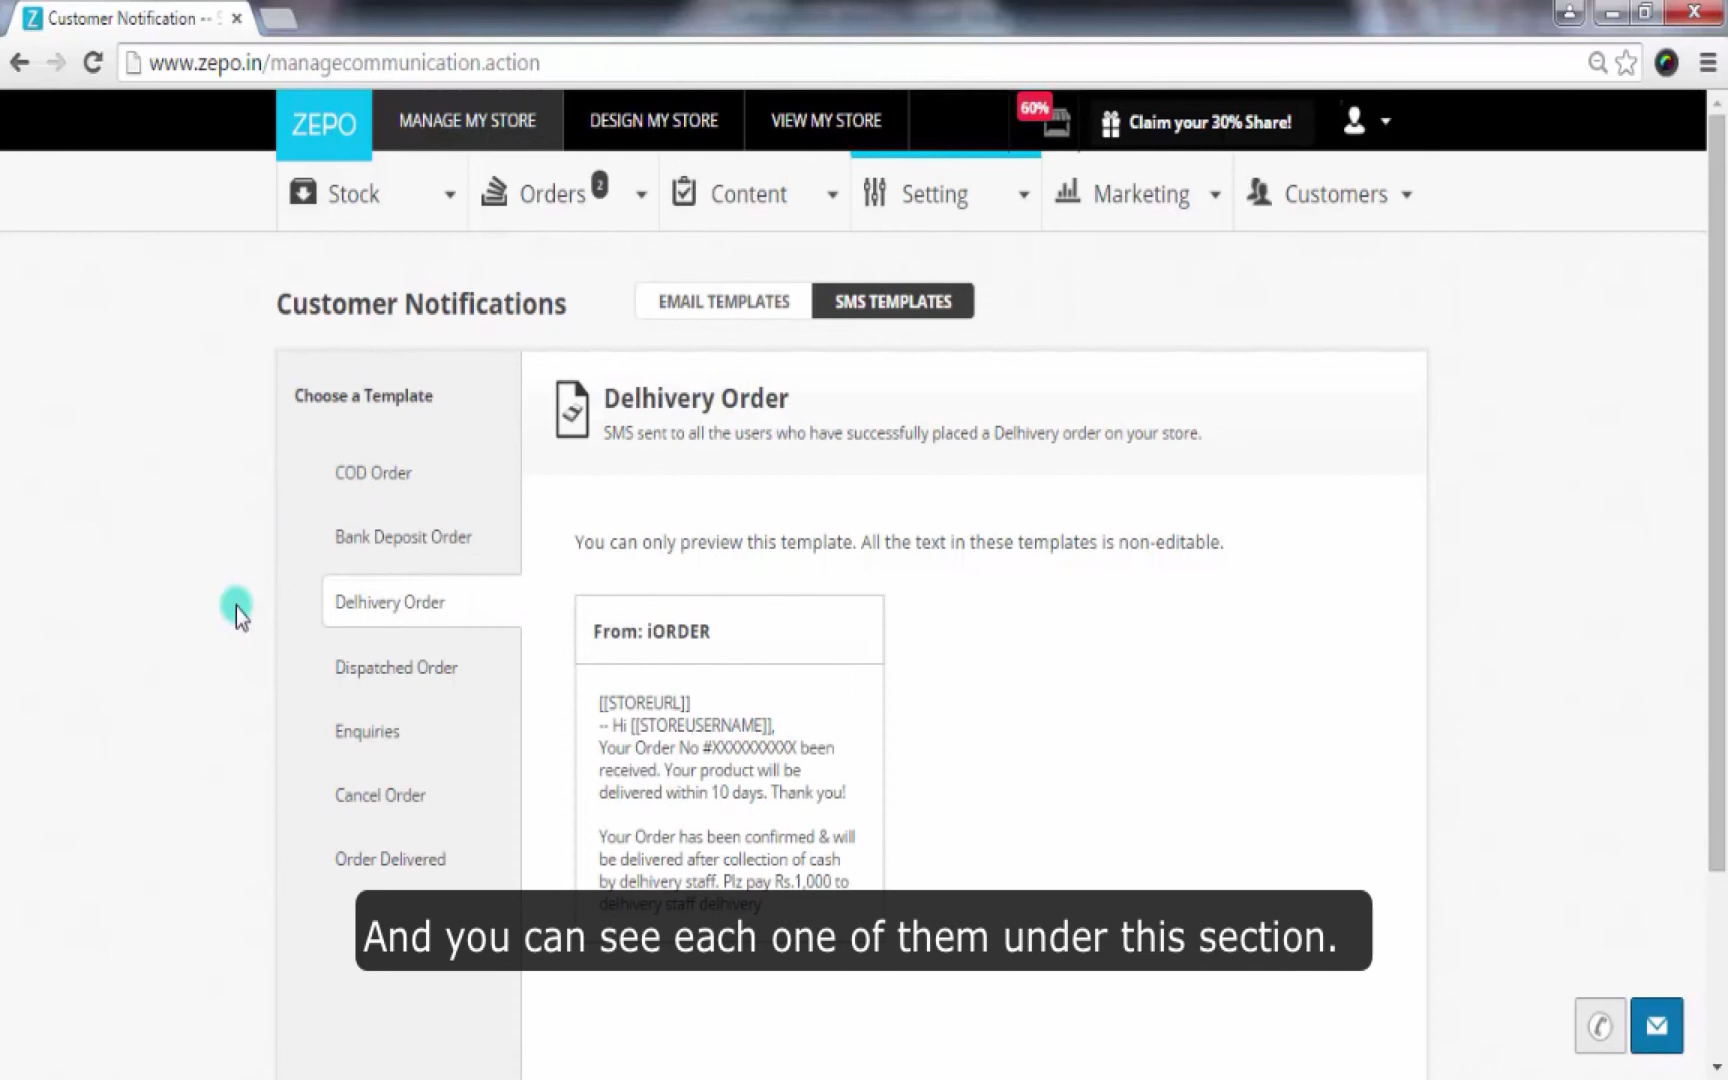 Customer Notification -- S
www.zepo.in/managecommunication.action
ZEPO
MANAGE MY STORE
DESIGN MY STORE
VIEW MY STORE
60%
Claim your 30% Share!
Stock
Orders 2
Content
Setting
Marketing
Customers
Customer Notifications
EMAIL TEMPLATES
SMS TEMPLATES
Choose a Template
COD Order
Bank Deposit Order
Delhivery Order
Dispatched Order
Enquiries
Cancel Order
Order Delivered
Delhivery Order
SMS sent to all the users who have successfully placed a Delhivery order on your store.
You can only preview this template. All the text in these templates is non-editable.
From: iORDER
[[STOREURL]]
-- Hi [[STOREUSERNAME]],
Your Order No #XXXXXXXXXX been
received. Your product will be
delivered within 10 days. Thank you!
Your Order has been confirmed & will
be delivered after collection of cash
by delhivery staff. Plz pay Rs.1,000 to
delhivery staff delhivery
And you can see each one of them under this section.